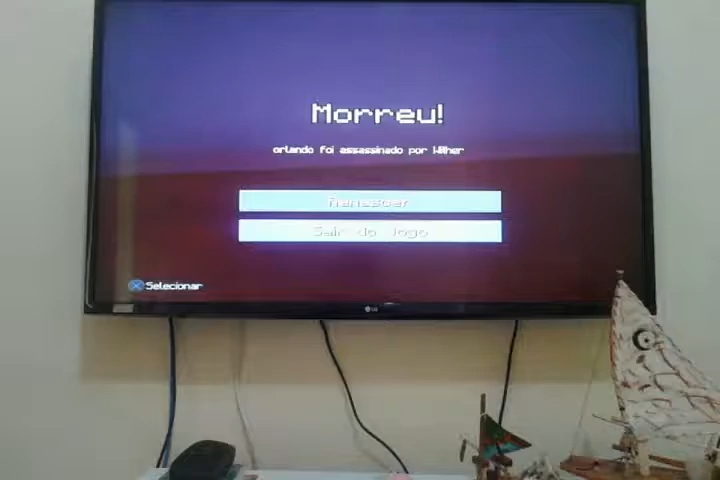 Morreu!
orlando foi assassinado por Wither
Renascer
Sair do Jogo
Selecionar
LG